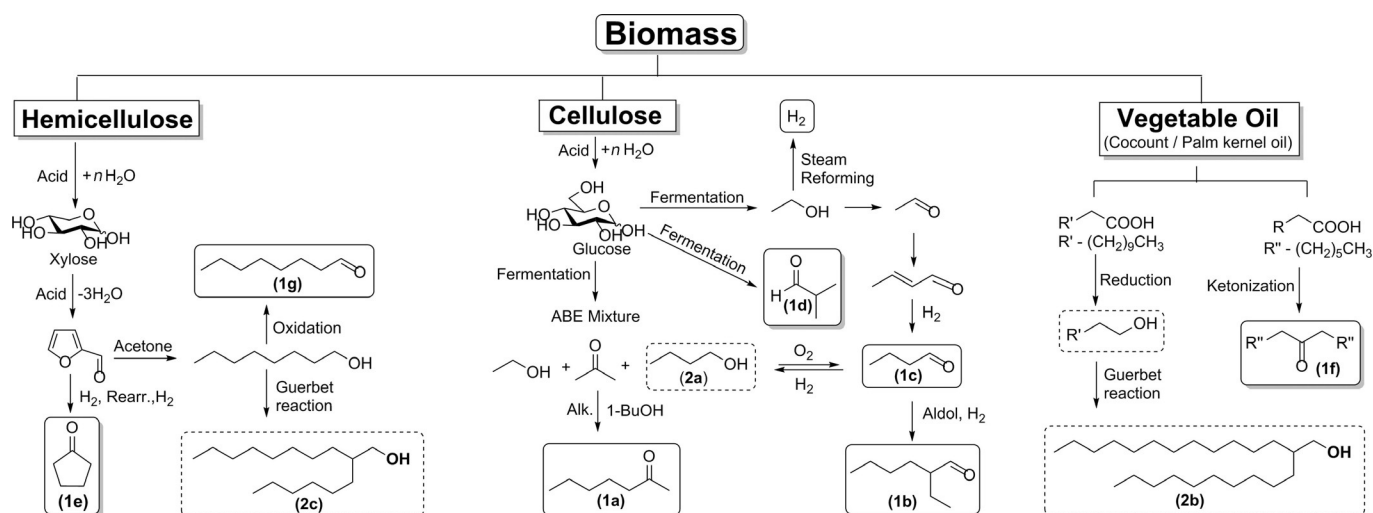 Biomass
Hemicellulose
Acid +n H2O
HO
O
HO
HO
OH
OH
Xylose
Acid -3H2O
O
O
Acetone
H2, Rearr.,H2
O
(1e)
O
(1g)
Oxidation
OH
Guerbet
reaction
OH
(2c)
Cellulose
Acid +n H2O
OH
O
HO
HO
OH
OH
Glucose
Fermentation
H2
Steam
Reforming
OH
O
Fermentation
O
H
(1d)
O
H2
Fermentation
ABE Mixture
OH
+
O
+
OH
(2a)
O2
H2
O
(1c)
Alk. 1-BuOH
O
(1a)
Aldol, H2
O
(1b)
Vegetable Oil
(Cocount / Palm kernel oil)
R' COOH
R' - (CH2)9CH3
Reduction
R' OH
Guerbet
reaction
OH
(2b)
R COOH
R" - (CH2)5CH3
Ketonization
R" R"
O
(1f)